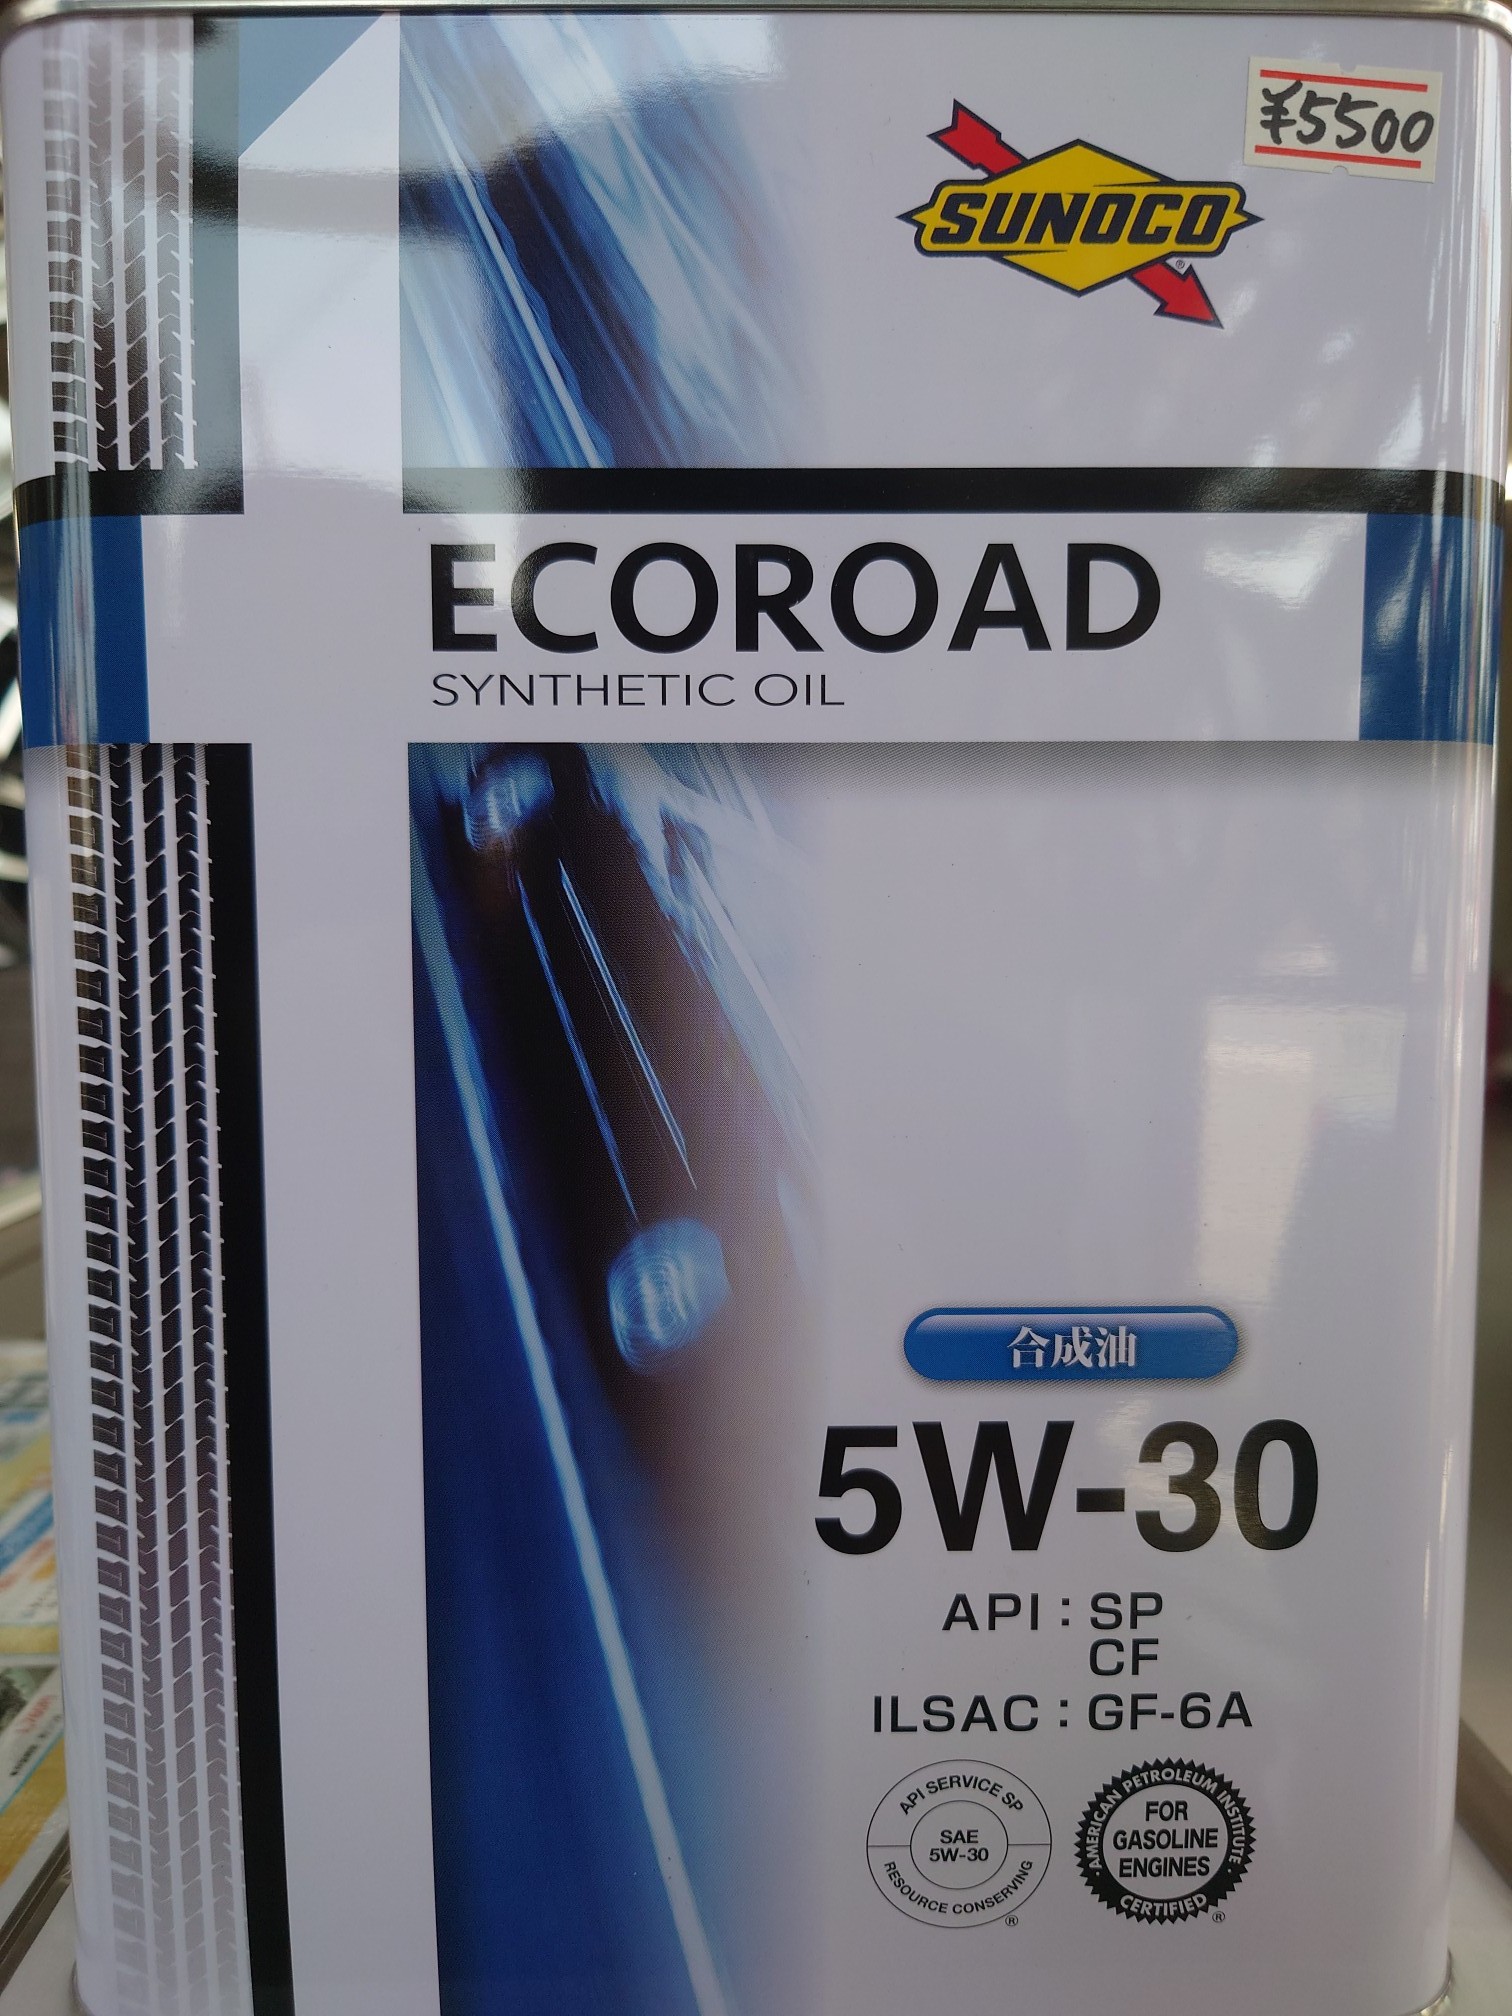 ¥5500
SUNOCO®
ECOROAD
SYNTHETIC OIL
合成油
5W-30
API : SP
CF
ILSAC : GF-6A
API SERVICE SP
SAE
5W-30
RESOURCE CONSERVING
®
AMERICAN PETROLEUM INSTITUTE
FOR
GASOLINE
ENGINES
CERTIFIED
®